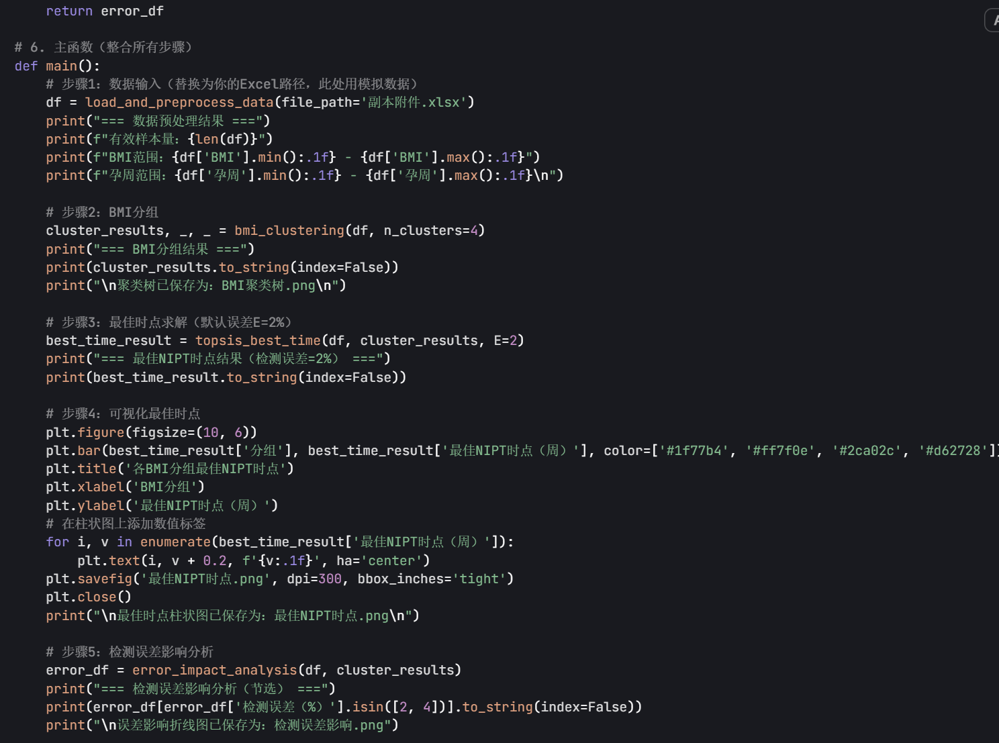 return error_df

# 6. 主函数（整合所有步骤）
def main():
    # 步骤1：数据输入（替换为你的Excel路径，此处用模拟数据）
    df = load_and_preprocess_data(file_path='副本附件.xlsx')
    print("=== 数据预处理结果 ===")
    print(f"有效样本量：{len(df)}")
    print(f"BMI范围：{df['BMI'].min():.1f} - {df['BMI'].max():.1f}")
    print(f"孕周范围：{df['孕周'].min():.1f} - {df['孕周'].max():.1f}\n")

    # 步骤2：BMI分组
    cluster_results, _, _ = bmi_clustering(df, n_clusters=4)
    print("=== BMI分组结果 ===")
    print(cluster_results.to_string(index=False))
    print("\n聚类树已保存为：BMI聚类树.png\n")

    # 步骤3：最佳时点求解（默认误差E=2%）
    best_time_result = topsis_best_time(df, cluster_results, E=2)
    print("=== 最佳NIPT时点结果（检测误差=2%） ===")
    print(best_time_result.to_string(index=False))

    # 步骤4：可视化最佳时点
    plt.figure(figsize=(10, 6))
    plt.bar(best_time_result['分组'], best_time_result['最佳NIPT时点（周）'], color=['#1f77b4', '#ff7f0e', '#2ca02c', '#d62728'])
    plt.title('各BMI分组最佳NIPT时点')
    plt.xlabel('BMI分组')
    plt.ylabel('最佳NIPT时点（周）')
    # 在柱状图上添加数值标签
    for i, v in enumerate(best_time_result['最佳NIPT时点（周）']):
        plt.text(i, v + 0.2, f'{v:.1f}', ha='center')
    plt.savefig('最佳NIPT时点.png', dpi=300, bbox_inches='tight')
    plt.close()
    print("\n最佳时点柱状图已保存为：最佳NIPT时点.png\n")

    # 步骤5：检测误差影响分析
    error_df = error_impact_analysis(df, cluster_results)
    print("=== 检测误差影响分析（节选） ===")
    print(error_df[error_df['检测误差（%）'].isin([2, 4])].to_string(index=False))
    print("\n误差影响折线图已保存为：检测误差影响.png")